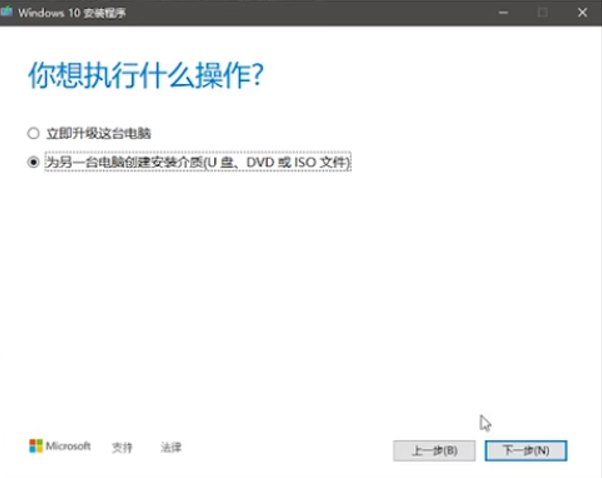 Windows 10 安装程序
你想执行什么操作?
立即升级这台电脑
为另一台电脑创建安装介质(U 盘、DVD 或 ISO 文件)
Microsoft 支持 法律 上一步(B) 下一步(N)